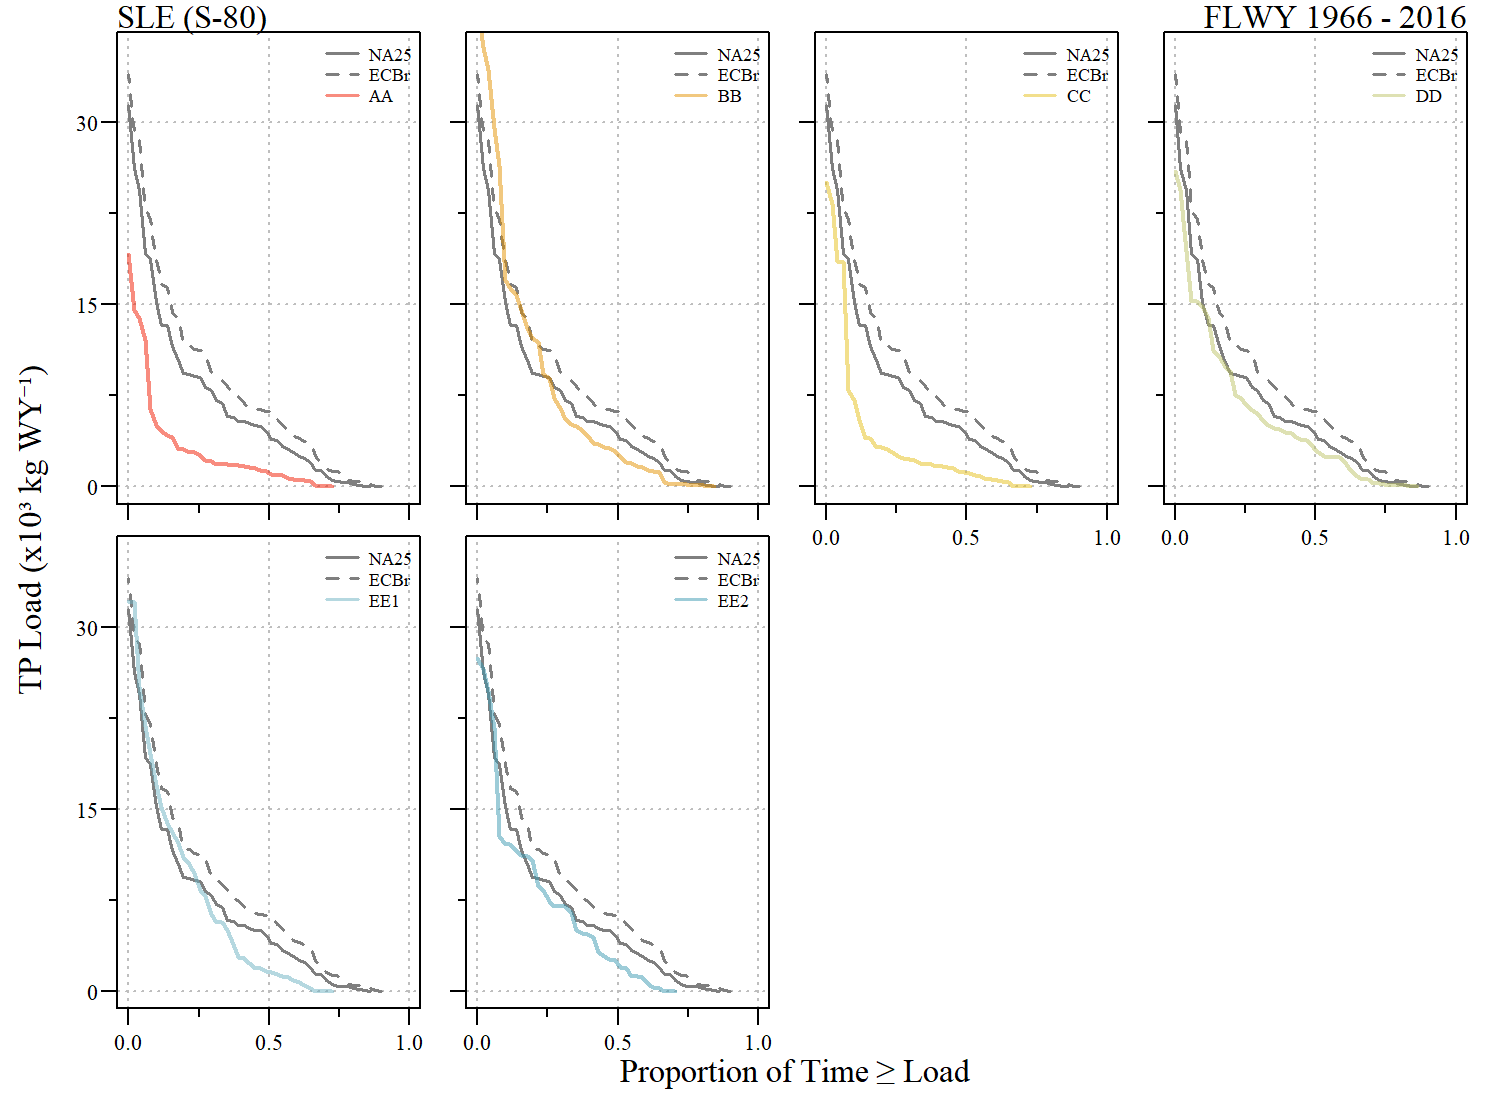 SLE (S-80)
FLWY 1966 - 2016
NA25
ECBr
AA
NA25
ECBr
BB
NA25
ECBr
CC
NA25
ECBr
DD
30
15
0
0.0 0.5 1.0
0.0 0.5 1.0
TP Load (x10³ kg WY⁻¹)
NA25
ECBr
EE1
NA25
ECBr
EE2
30
15
0
0.0 0.5 1.0
0.0 0.5 1.0
Proportion of Time ≥ Load